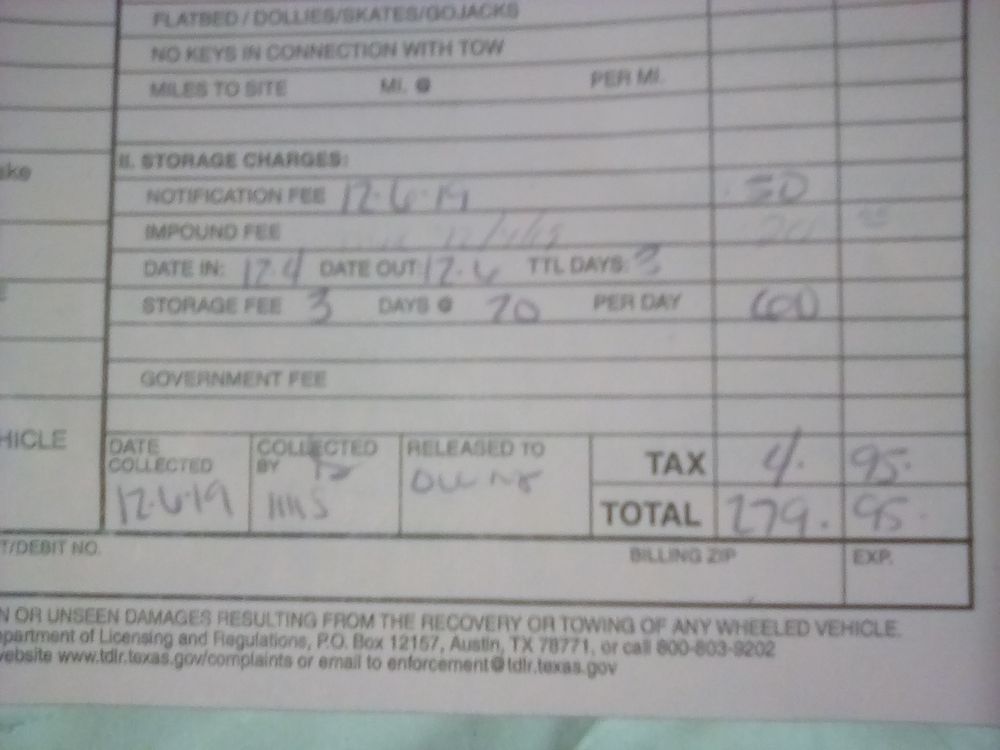 FLATBED / DOLLIES/SKATES/GOJACKS
NO KEYS IN CONNECTION WITH TOW
MILES TO SITE MI. @ PER MI.
ake
II. STORAGE CHARGES:
NOTIFICATION FEE 12-6-19 50
IMPOUND FEE 20
DATE IN: 12.4 DATE OUT: 12.6 TTL DAYS: 3
STORAGE FEE 3 DAYS @ 20 PER DAY 60
GOVERNMENT FEE
HICLE
DATE COLLECTED 12-6-19
COLLECTED BY
RELEASED TO
TAX 4. 95.
TOTAL 279. 95.
T/DEBIT NO. BILLING ZIP EXP.
N OR UNSEEN DAMAGES RESULTING FROM THE RECOVERY OR TOWING OF ANY WHEELED VEHICLE.
epartment of Licensing and Regulations, P.O. Box 12157, Austin, TX 78771, or call 800-803-9202
website www.tdlr.texas.gov/complaints or email to enforcement@tdlr.texas.gov